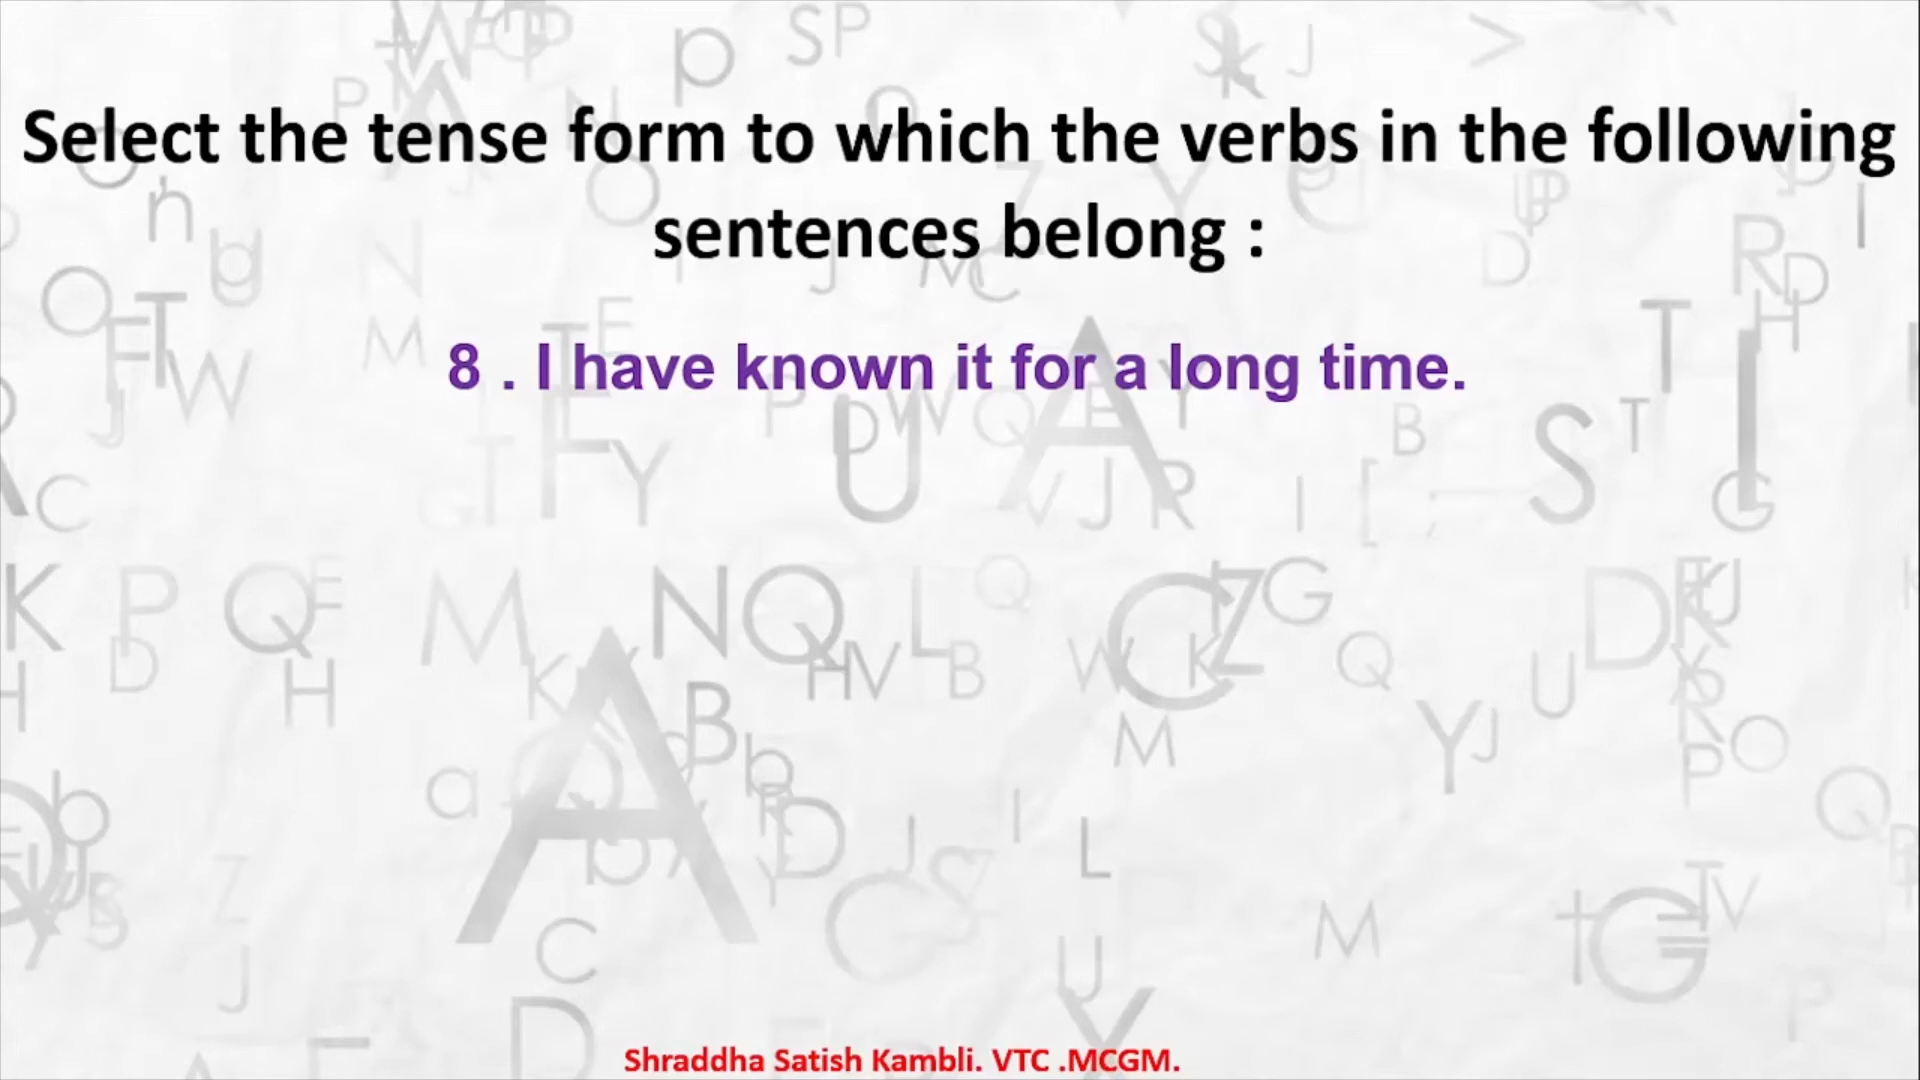 Select the tense form to which the verbs in the following
sentences belong :
8 . I have known it for a long time.
Shraddha Satish Kambli. VTC .MCGM.